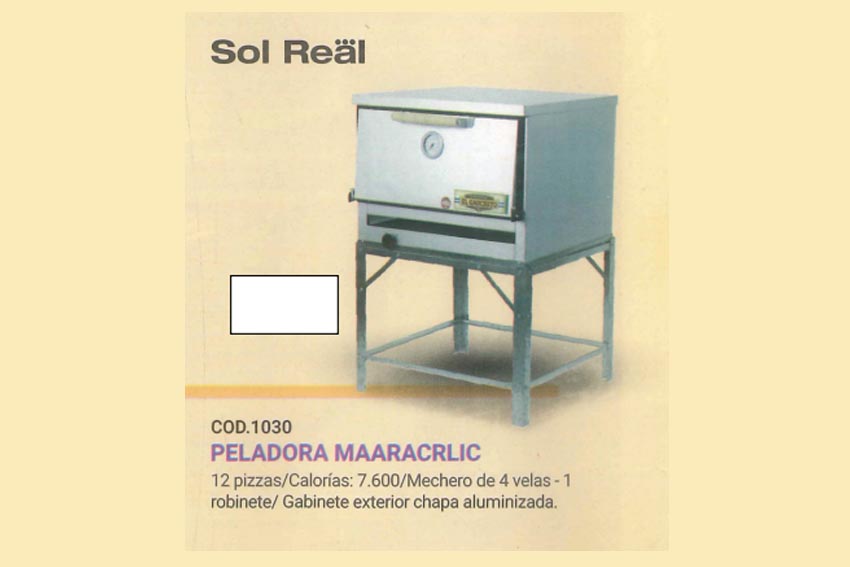 Sol Reäl
EL GAUCHITO
COD.1030
PELADORA MAARACRLIC
12 pizzas/Calorías: 7.600/Mechero de 4 velas - 1
robinete/ Gabinete exterior chapa aluminizada.